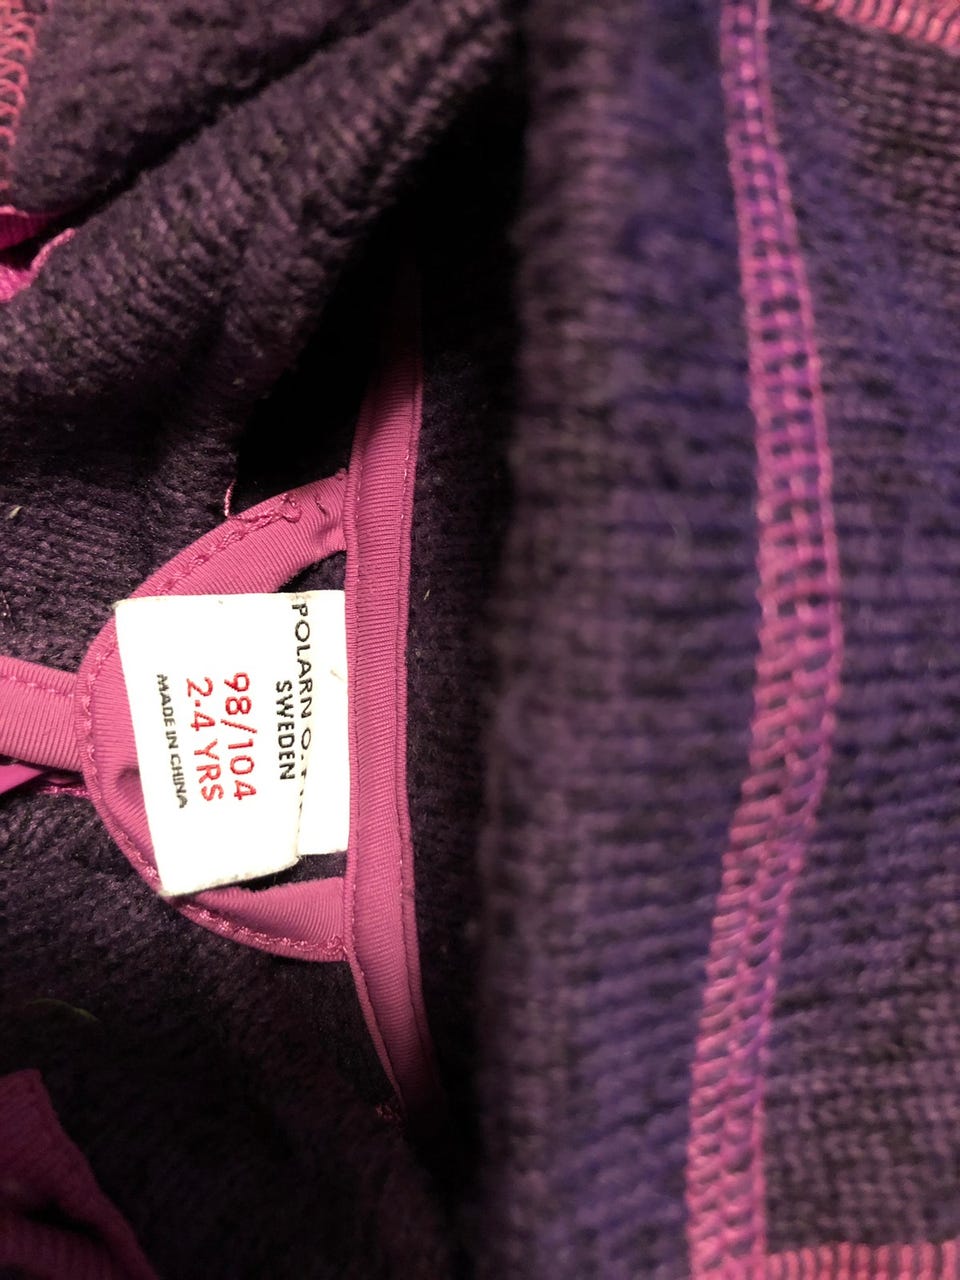 POLARN O.
SWEDEN
98/104
2-4 YRS
MADE IN CHINA